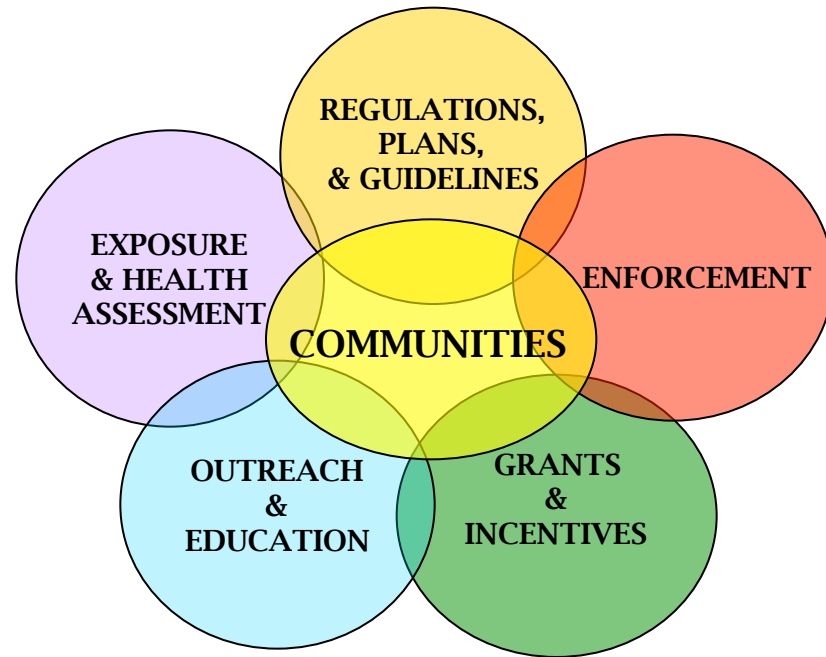 REGULATIONS,
PLANS,
& GUIDELINES
EXPOSURE
& HEALTH
ASSESSMENT
ENFORCEMENT
COMMUNITIES
OUTREACH
&
EDUCATION
GRANTS
&
INCENTIVES